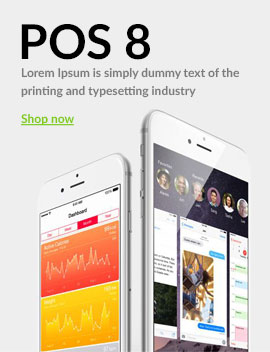 POS 8
Lorem Ipsum is simply dummy text of the
printing and typesetting industry
Shop now
Dashboard
Active Calories
Weight